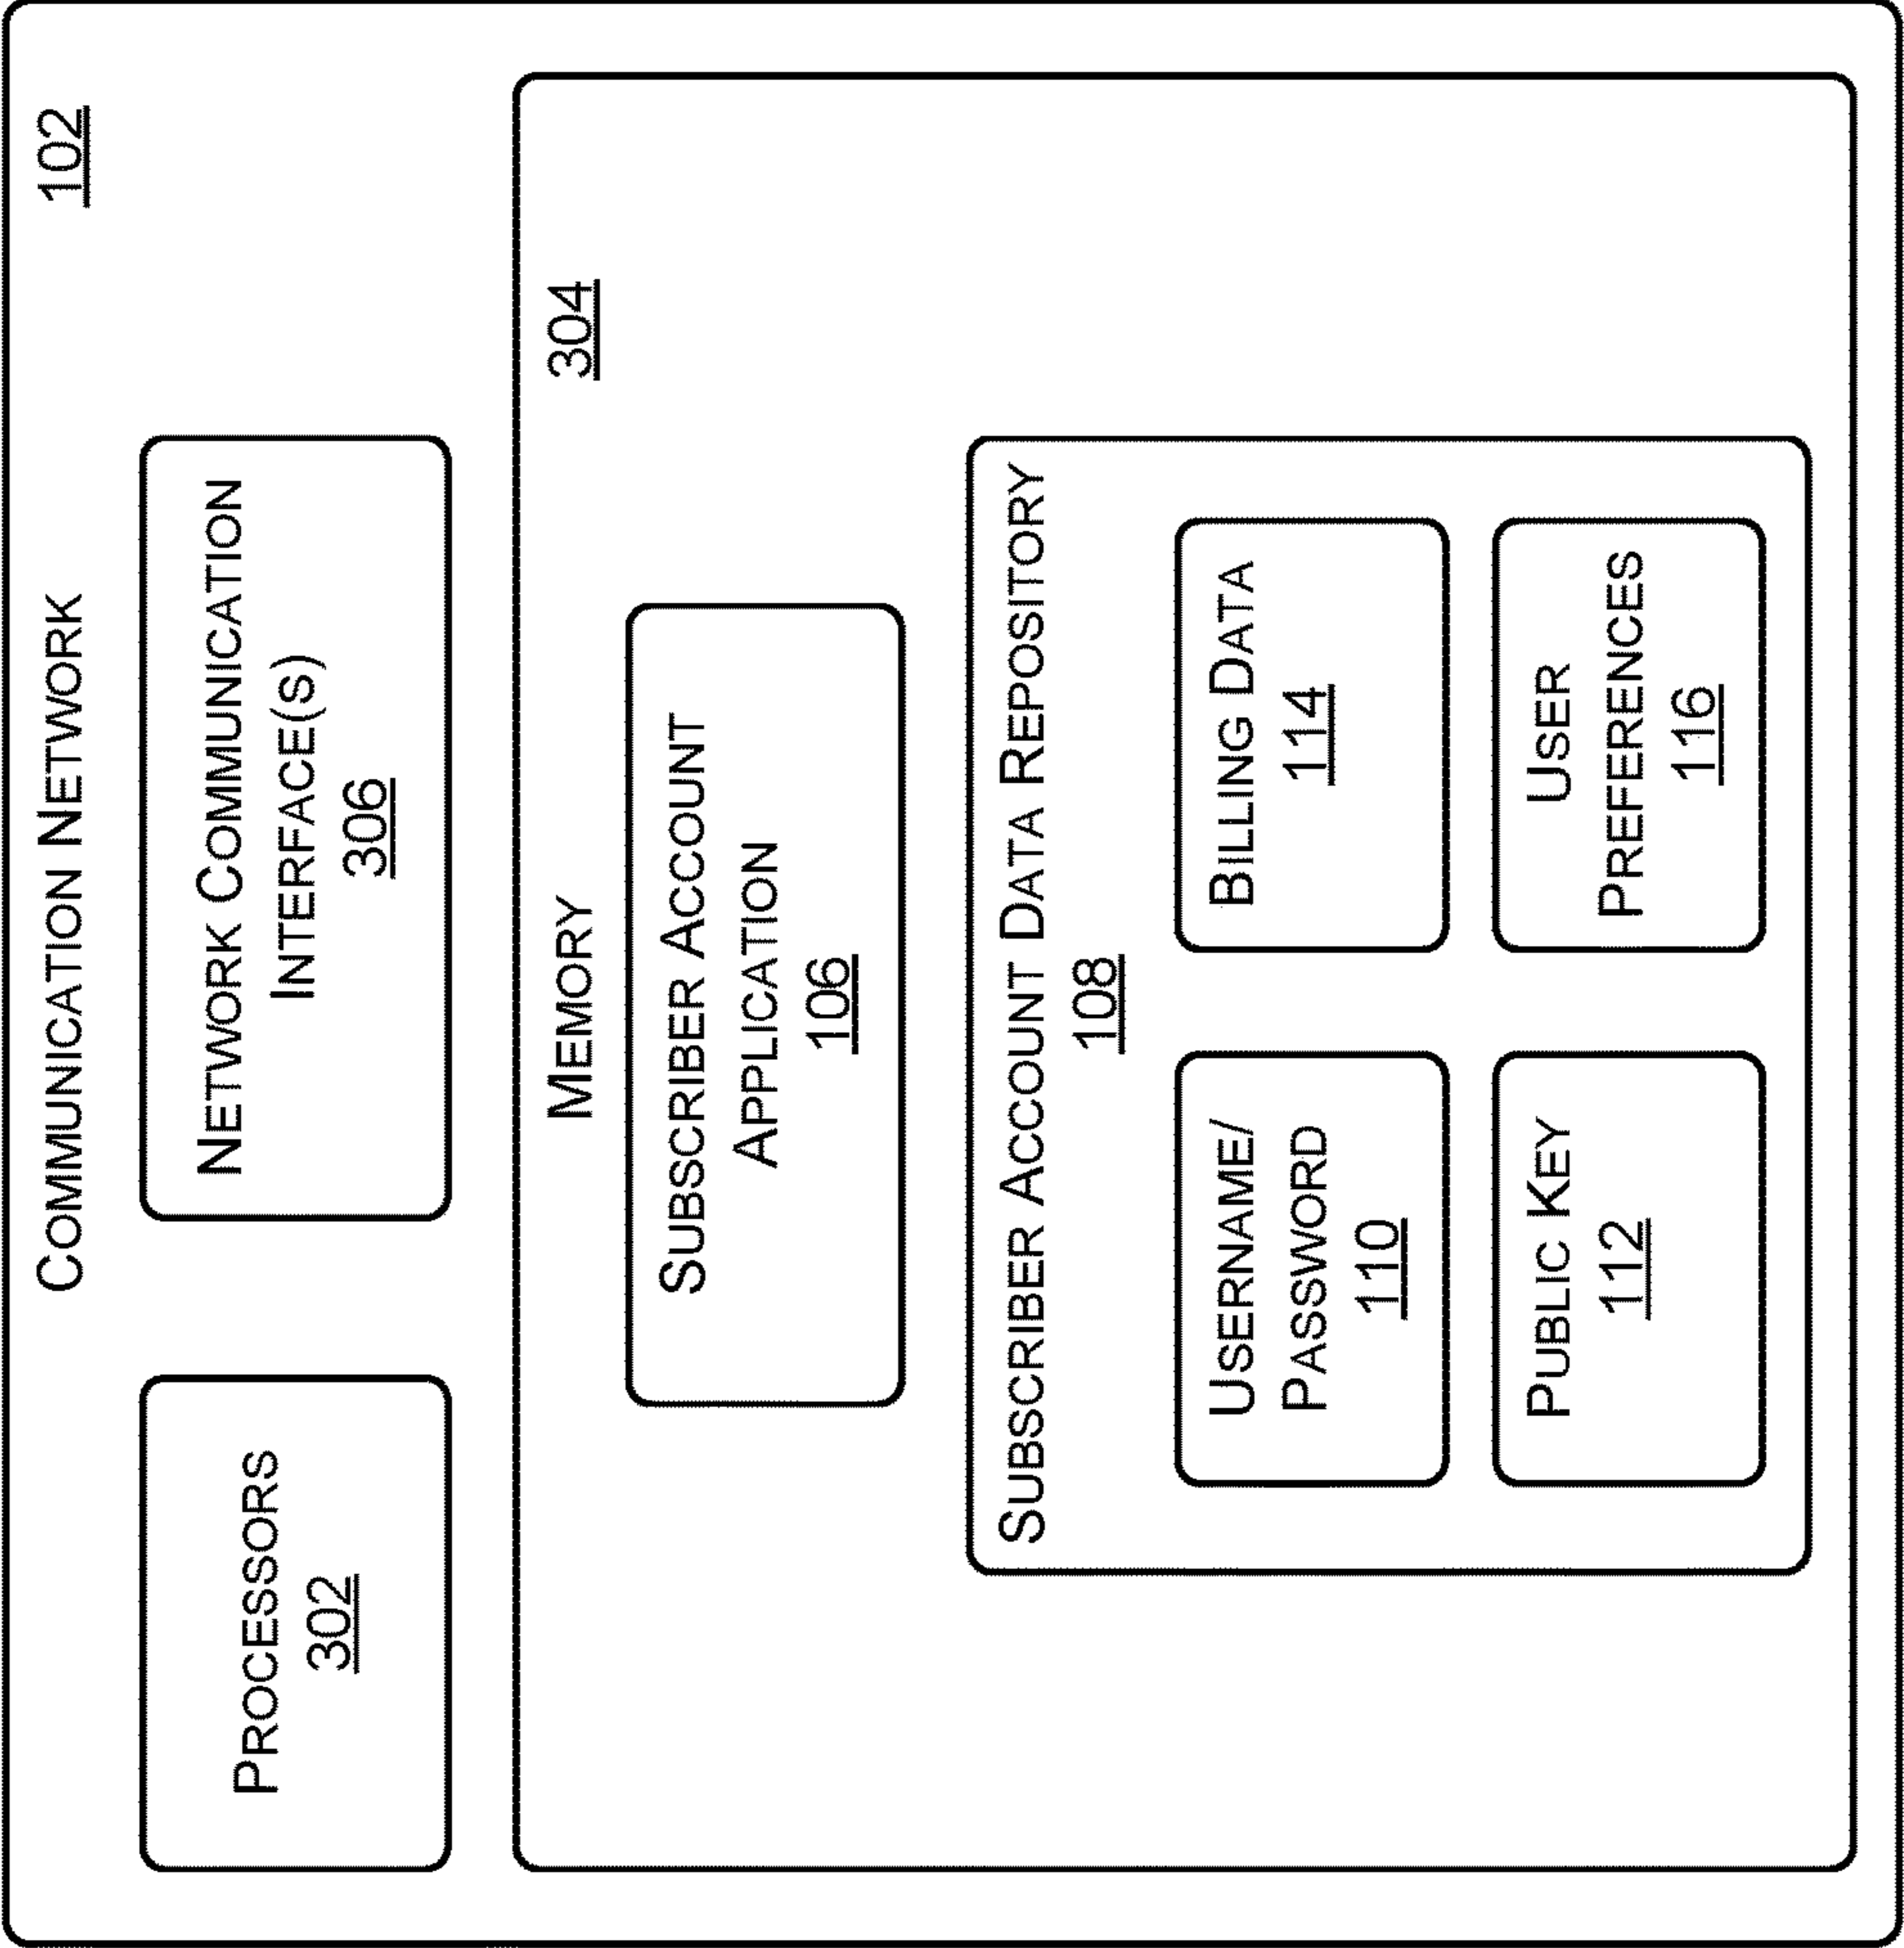 COMMUNICATION NETWORK
102
PROCESSORS
302
NETWORK COMMUNICATION
INTERFACE(S)
306
MEMORY
304
SUBSCRIBER ACCOUNT
APPLICATION
106
SUBSCRIBER ACCOUNT DATA REPOSITORY
108
USERNAME/
PASSWORD
110
BILLING DATA
114
PUBLIC KEY
112
USER
PREFERENCES
116